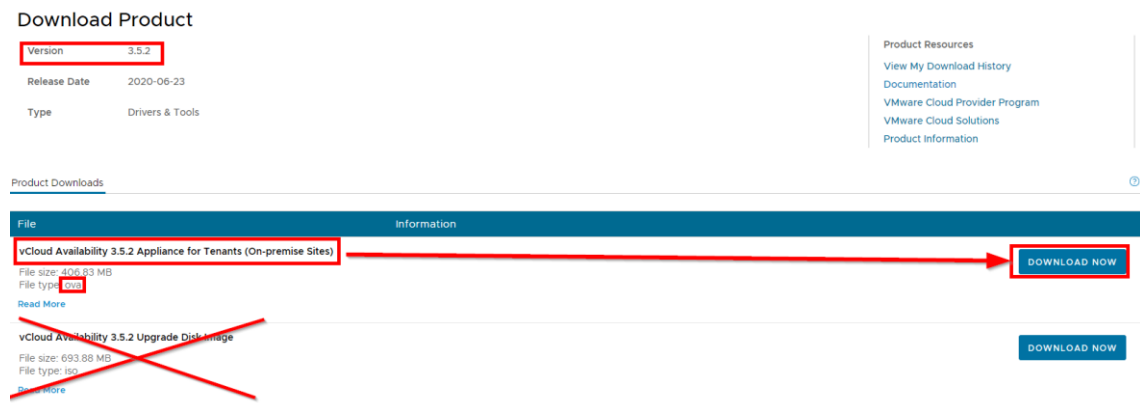 Download Product
Version 3.5.2
Release Date 2020-06-23
Type Drivers & Tools
Product Resources
View My Download History
Documentation
VMware Cloud Provider Program
VMware Cloud Solutions
Product Information
Product Downloads
File Information
vCloud Availability 3.5.2 Appliance for Tenants (On-premise Sites)
File size: 406.83 MB
File type: ova
Read More
DOWNLOAD NOW
vCloud Availability 3.5.2 Upgrade Disk Image
File size: 693.88 MB
File type: iso
Read More
DOWNLOAD NOW